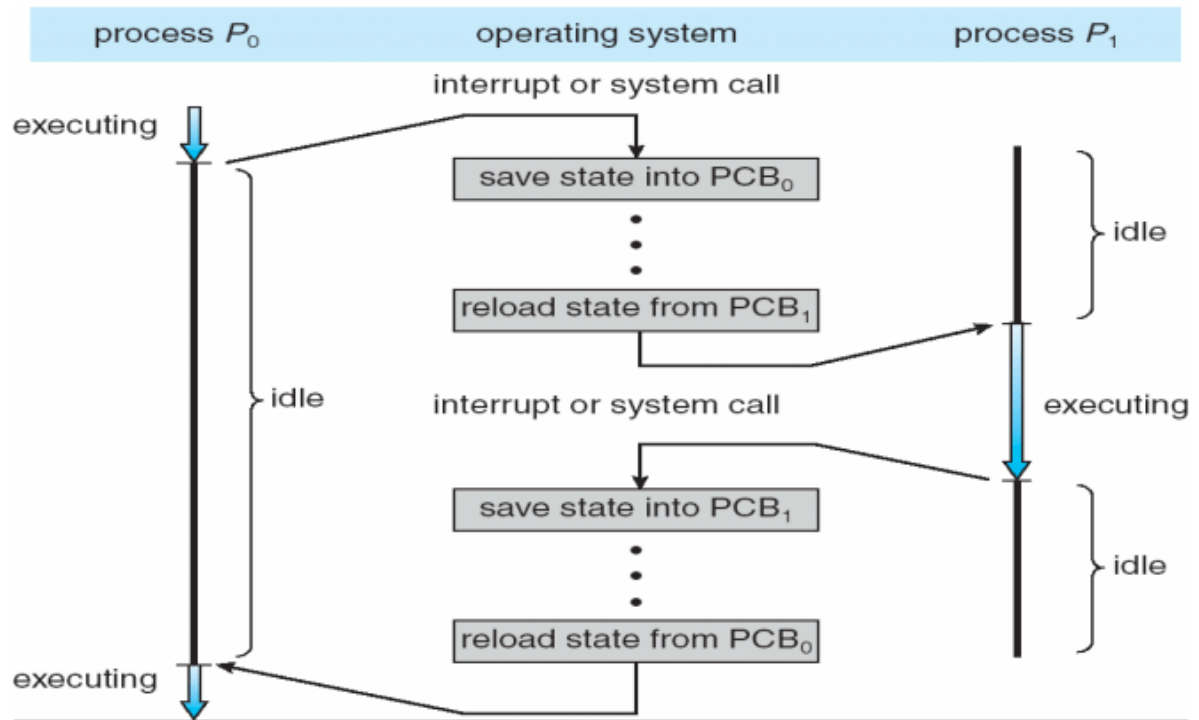 process P₀ operating system process P₁
interrupt or system call
executing
save state into PCB₀
idle
reload state from PCB₁
idle
interrupt or system call
executing
save state into PCB₁
idle
reload state from PCB₀
executing